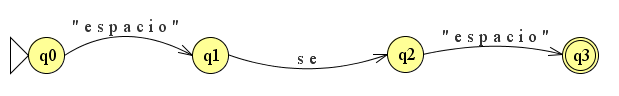 "espacio" "espacio"
q0 q1 se q2 q3